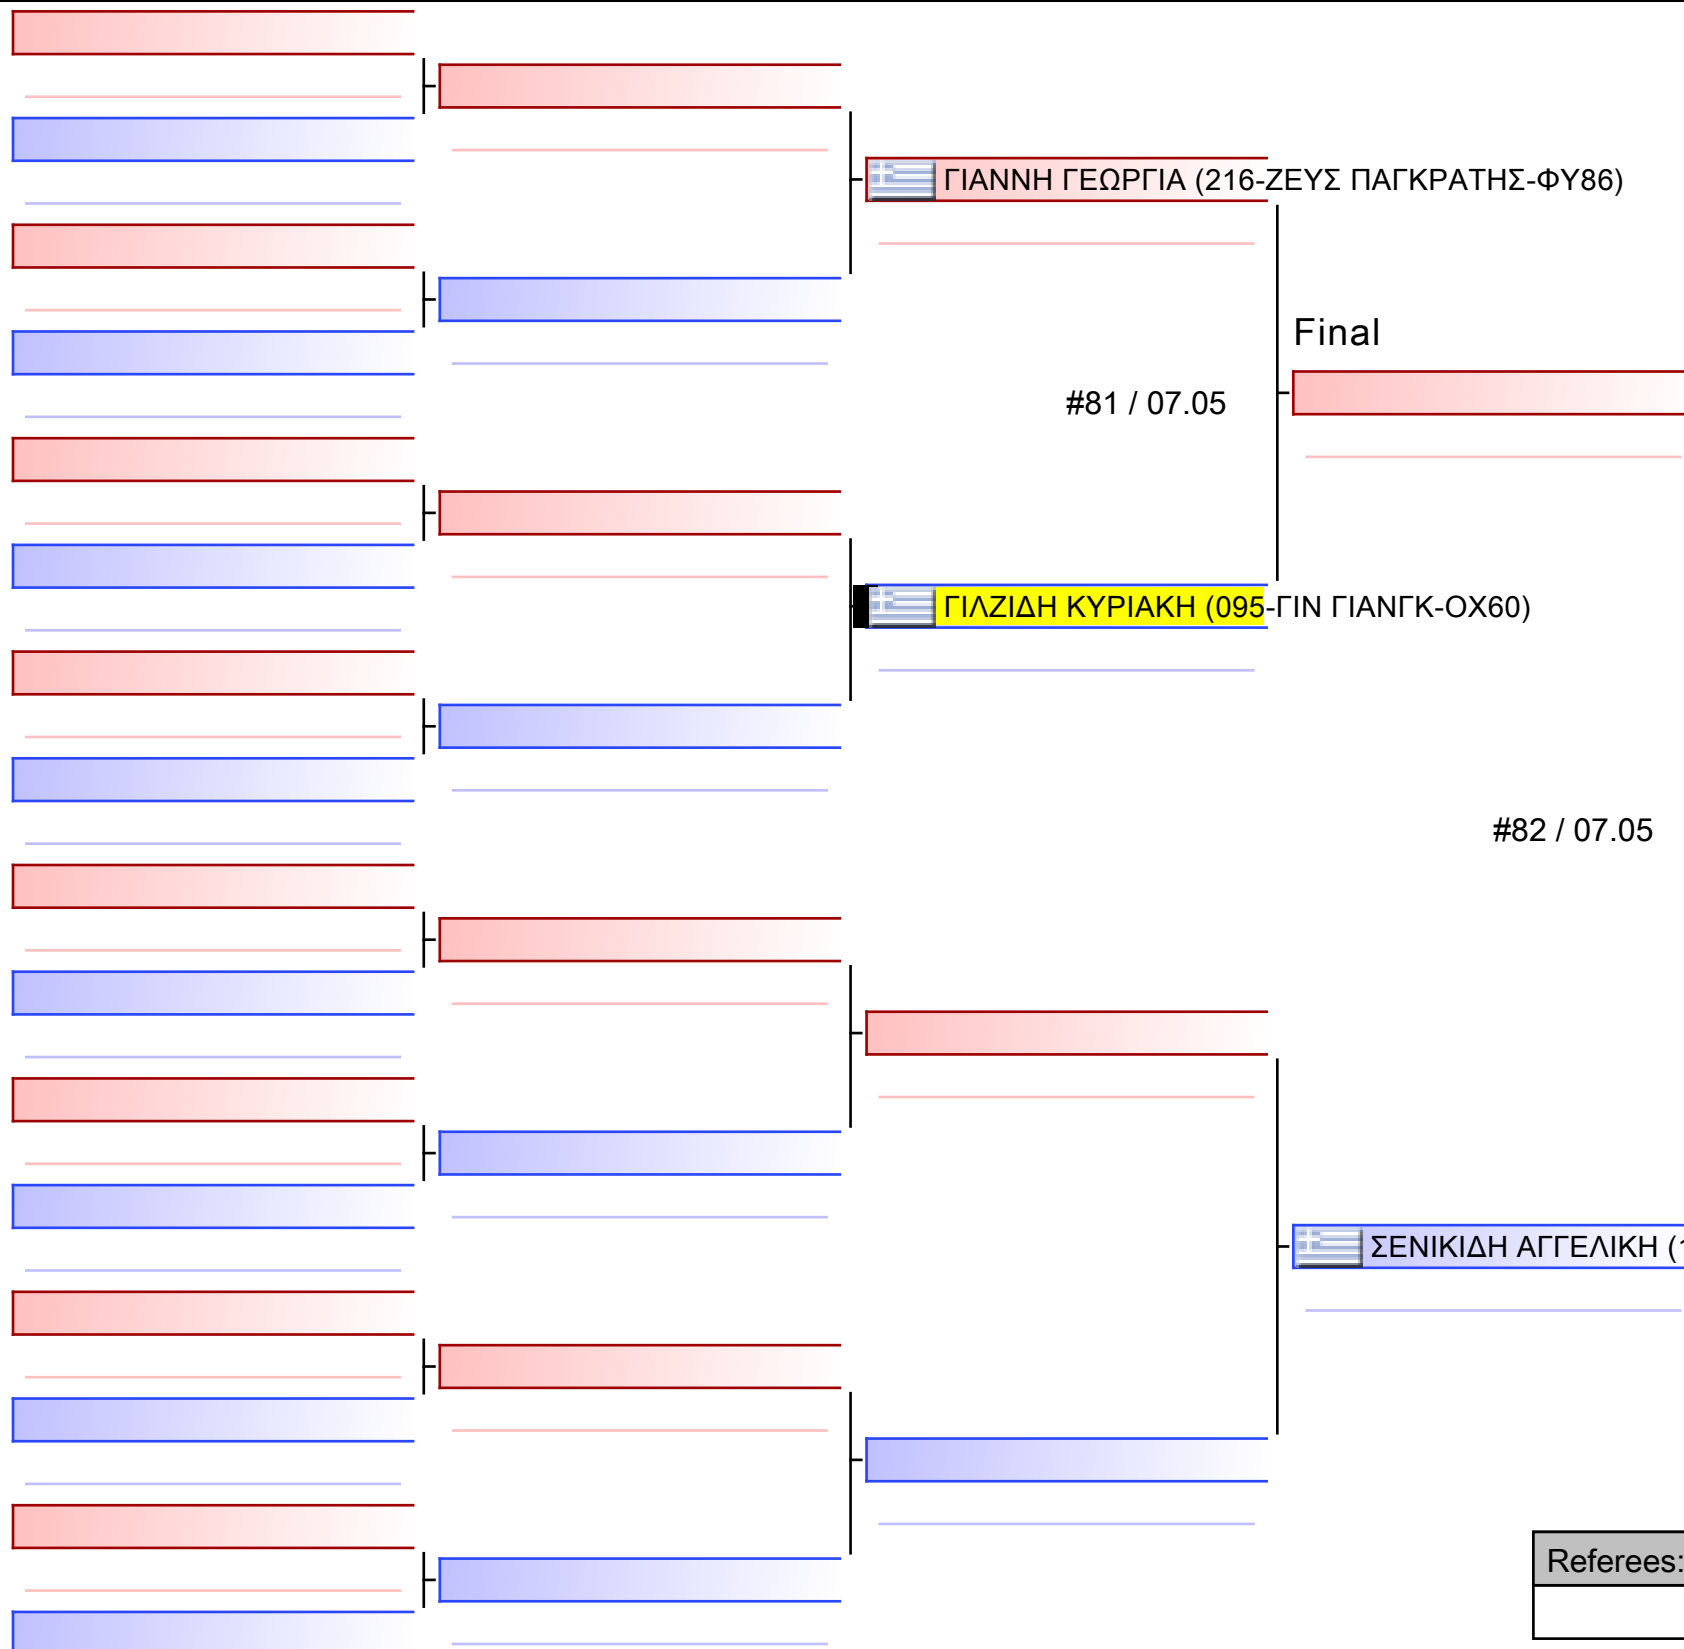 ΓΙΑΝΝΗ ΓΕΩΡΓΙΑ (216-ΖΕΥΣ ΠΑΓΚΡΑΤΗΣ-ΦΥ86)
Final
#81 / 07.05
ΓΙΛΖΙΔΗ ΚΥΡΙΑΚΗ (095-ΓΙΝ ΓΙΑΝΓΚ-ΟΧ60)
#82 / 07.05
ΣΕΝΙΚΙΔΗ ΑΓΓΕΛΙΚΗ (
Referees: